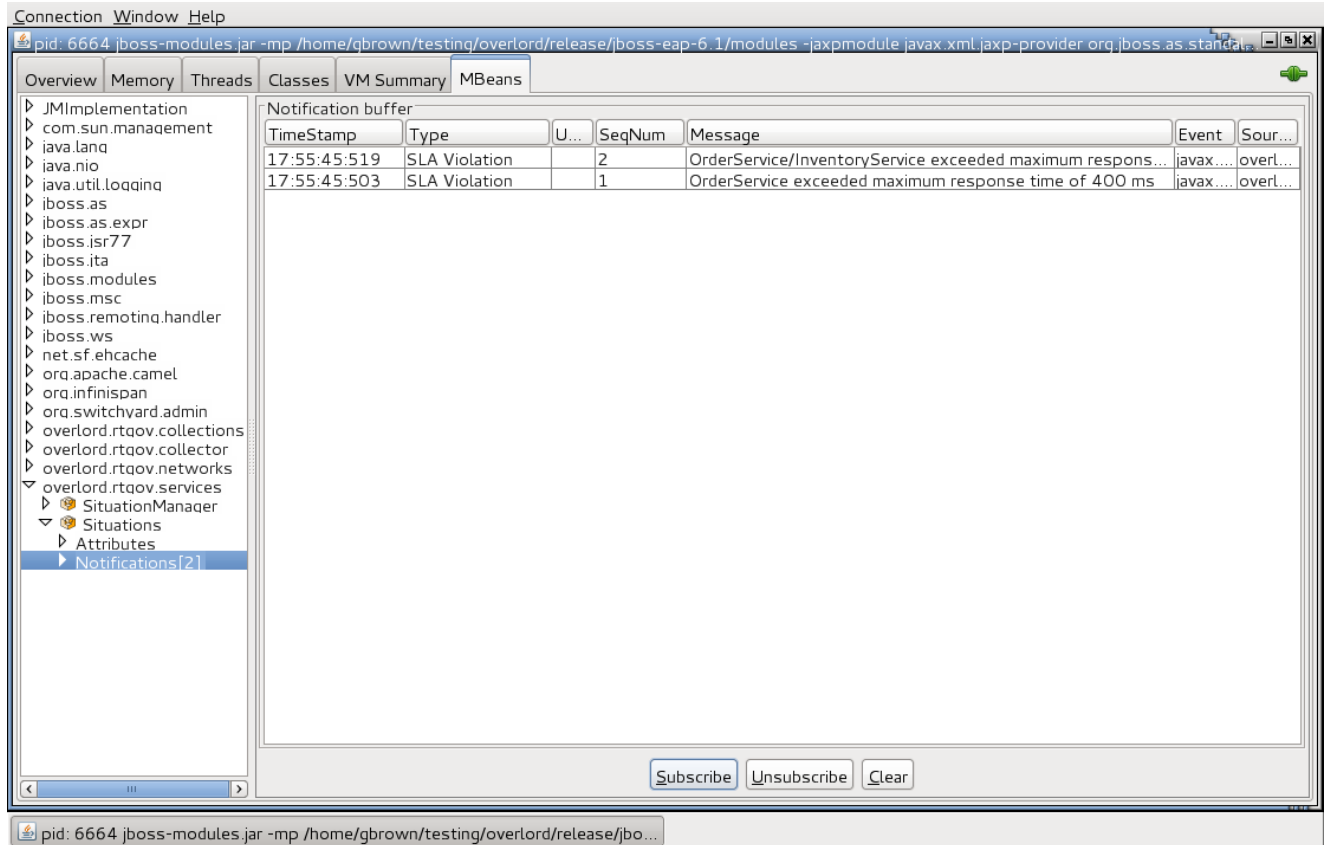 Connection Window Help
pid: 6664 jboss-modules.jar -mp /home/gbrown/testing/overlord/release/jboss-eap-6.1/modules -jaxpmodule javax.xml.jaxp-provider org.jboss.as.standal...
Overview Memory Threads Classes VM Summary MBeans
JMImplementation
com.sun.management
java.lang
java.nio
java.util.logging
jboss.as
jboss.as.expr
jboss.jsr77
jboss.jta
jboss.modules
jboss.msc
jboss.remoting.handler
jboss.ws
net.sf.ehcache
org.apache.camel
org.infinispan
org.switchyard.admin
overlord.rtgov.collections
overlord.rtgov.collector
overlord.rtgov.networks
overlord.rtgov.services
SituationManager
Situations
Attributes
Notifications[2]
Notification buffer
TimeStamp Type U... SeqNum Message Event Sour...
17:55:45:519 SLA Violation 2 OrderService/InventoryService exceeded maximum respons... javax.... overl...
17:55:45:503 SLA Violation 1 OrderService exceeded maximum response time of 400 ms javax.... overl...
Subscribe Unsubscribe Clear
pid: 6664 jboss-modules.jar -mp /home/gbrown/testing/overlord/release/jbo...